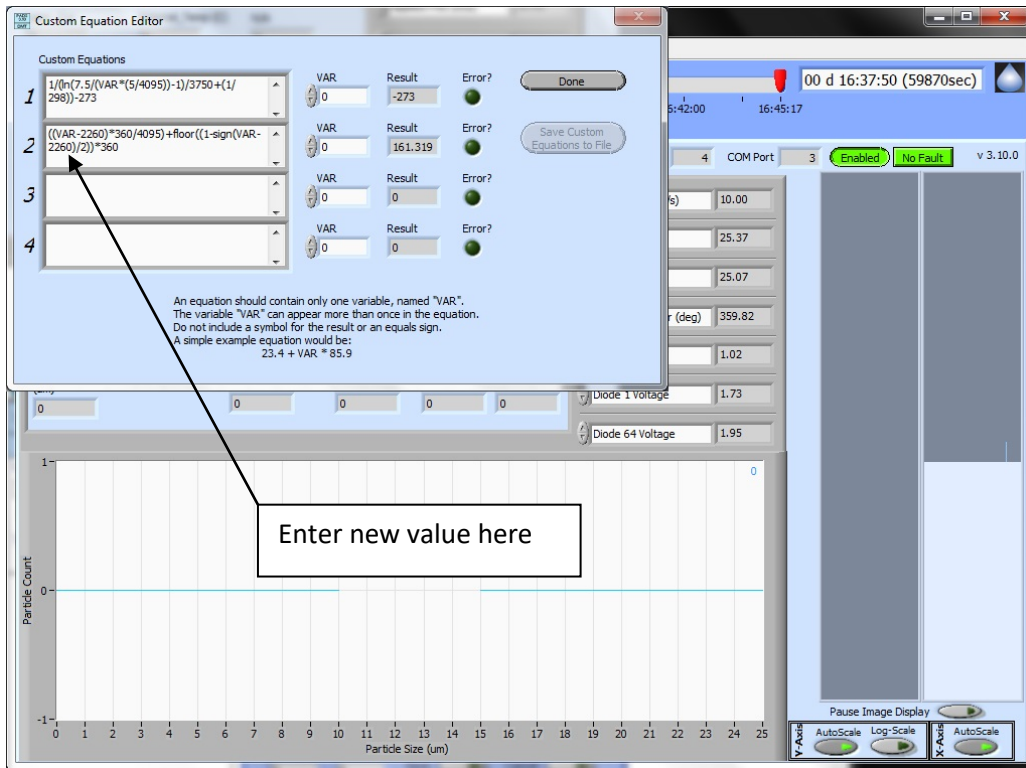 Custom Equation Editor
Custom Equations
1
1/(ln(7.5/(VAR*(5/4095))-1)/3750+(1/
298))-273
VAR
0
Result
-273
Error?
Done
2
((VAR-2260)*360/4095)+floor((1-sign(VAR-
2260)/2))*360
VAR
0
Result
161.319
Error?
Save Custom
Equations to File
3
VAR
0
Result
0
Error?
4
VAR
0
Result
0
Error?
An equation should contain only one variable, named "VAR".
The variable "VAR" can appear more than once in the equation.
Do not include a symbol for the result or an equals sign.
A simple example equation would be:
23.4 + VAR * 85.9
00 d 16:37:50 (59870sec)
5:42:00
16:45:17
4
COM Port
3
Enabled
No Fault
v 3.10.0
10.00
25.37
25.07
r (deg)
359.82
1.02
Diode 1 Voltage
1.73
Diode 64 Voltage
1.95
0
0
0
0
0
Enter new value here
0
1
0
-1
Particle Count
0 1 2 3 4 5 6 7 8 9 10 11 12 13 14 15 16 17 18 19 20 21 22 23 24 25
Particle Size (um)
Pause Image Display
Y-Axis
AutoScale
Log-Scale
X-Axis
AutoScale